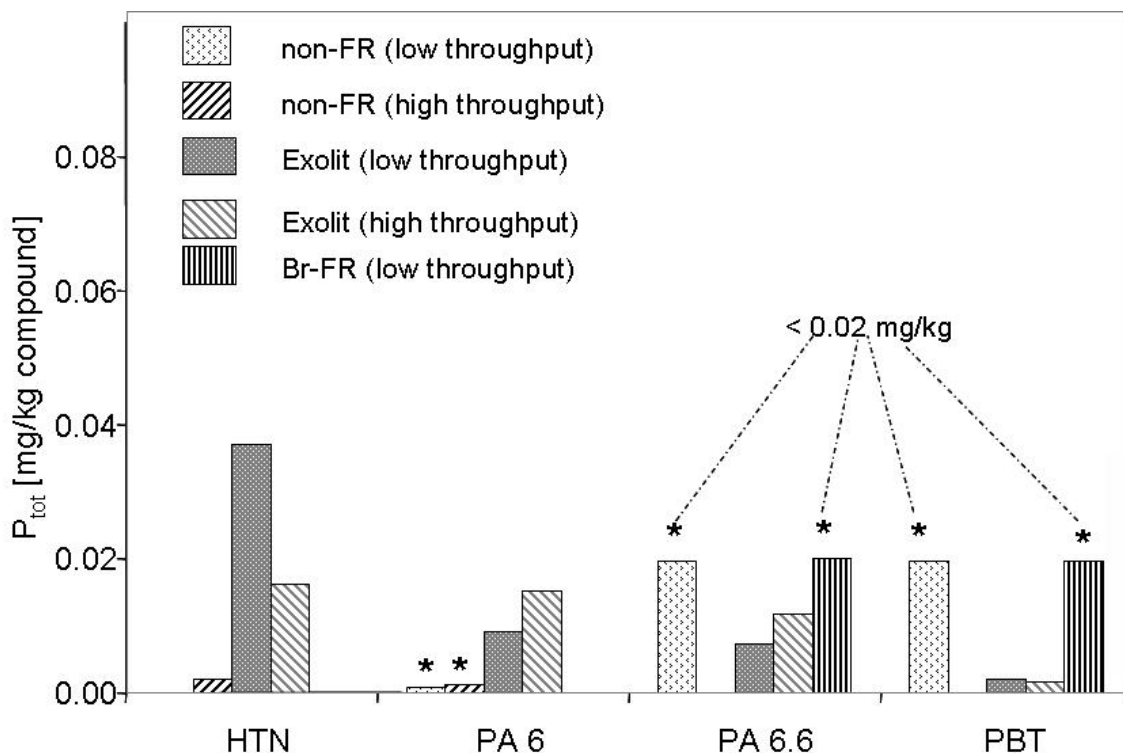 non-FR (low throughput)
non-FR (high throughput)
Exolit (low throughput)
Exolit (high throughput)
Br-FR (low throughput)
P_tot [mg/kg compound]
0.08
0.06
0.04
0.02
0.00
< 0.02 mg/kg
* * * *
* *
HTN PA 6 PA 6.6 PBT